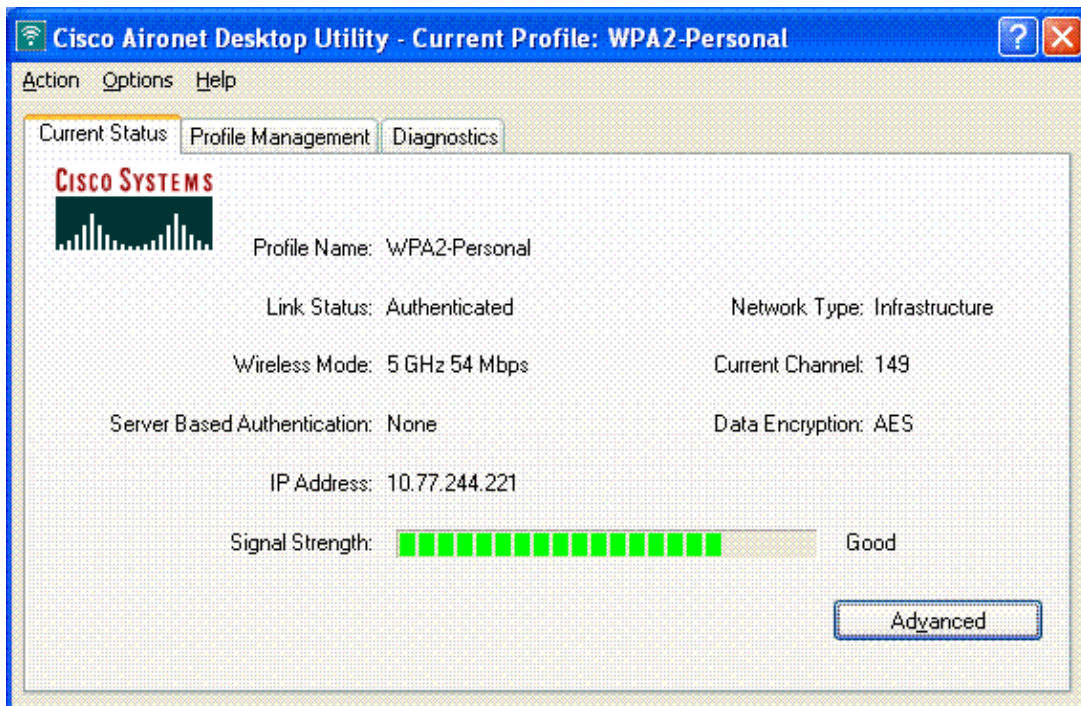 Cisco Aironet Desktop Utility - Current Profile: WPA2-Personal
Action Options Help
Current Status Profile Management Diagnostics
CISCO SYSTEMS
Profile Name: WPA2-Personal
Link Status: Authenticated Network Type: Infrastructure
Wireless Mode: 5 GHz 54 Mbps Current Channel: 149
Server Based Authentication: None Data Encryption: AES
IP Address: 10.77.244.221
Signal Strength: Good
Advanced